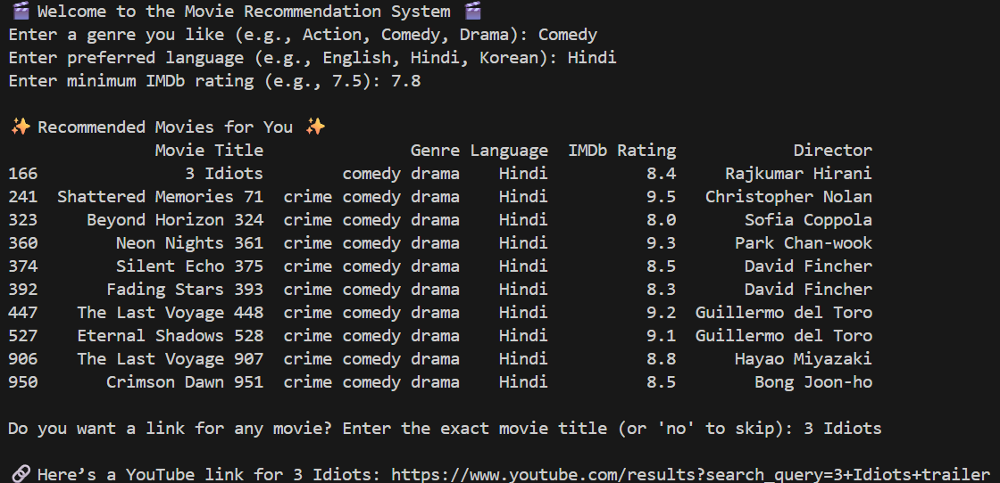 🎬 Welcome to the Movie Recommendation System 🎬
Enter a genre you like (e.g., Action, Comedy, Drama): Comedy
Enter preferred language (e.g., English, Hindi, Korean): Hindi
Enter minimum IMDb rating (e.g., 7.5): 7.8
✨ Recommended Movies for You ✨
Movie Title Genre Language IMDb Rating Director
166 3 Idiots comedy drama Hindi 8.4 Rajkumar Hirani
241 Shattered Memories 71 crime comedy drama Hindi 9.5 Christopher Nolan
323 Beyond Horizon 324 crime comedy drama Hindi 8.0 Sofia Coppola
360 Neon Nights 361 crime comedy drama Hindi 9.3 Park Chan-wook
374 Silent Echo 375 crime comedy drama Hindi 8.5 David Fincher
392 Fading Stars 393 crime comedy drama Hindi 8.3 David Fincher
447 The Last Voyage 448 crime comedy drama Hindi 9.2 Guillermo del Toro
527 Eternal Shadows 528 crime comedy drama Hindi 9.1 Guillermo del Toro
906 The Last Voyage 907 crime comedy drama Hindi 8.8 Hayao Miyazaki
950 Crimson Dawn 951 crime comedy drama Hindi 8.5 Bong Joon-ho
Do you want a link for any movie? Enter the exact movie title (or 'no' to skip): 3 Idiots
🔗 Here’s a YouTube link for 3 Idiots: https://www.youtube.com/results?search_query=3+Idiots+trailer